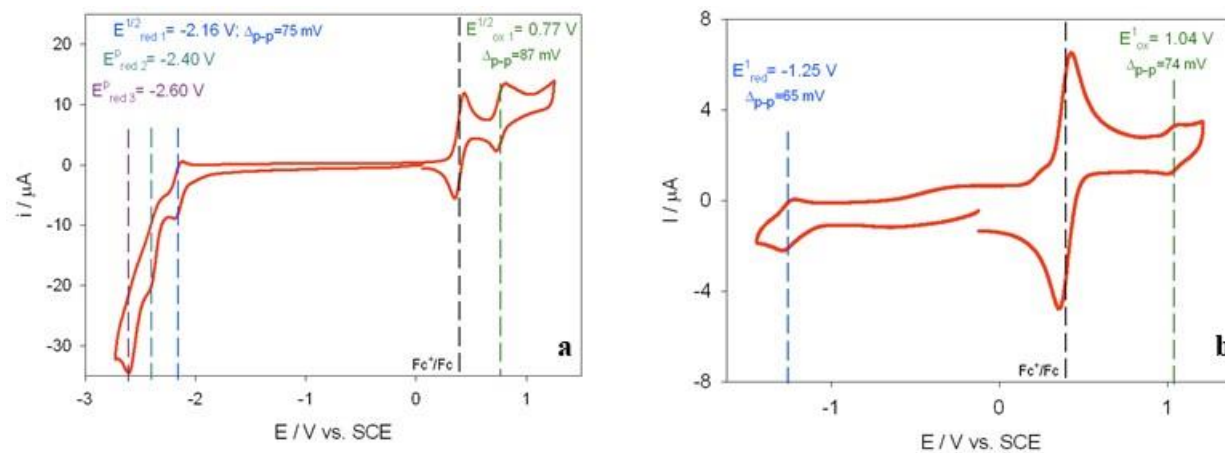 E¹/²red 1= -2.16 V; Δp-p=75 mV
Eᵖred 2= -2.40 V
Eᵖred 3= -2.60 V
E¹/²ox 1= 0.77 V
Δp-p=87 mV
20
10
0
-10
-20
-30
i / μA
-3
-2
-1
0
1
E / V vs. SCE
Fc⁺/Fc
a
E¹red= -1.25 V
Δp-p=65 mV
E¹ox= 1.04 V
Δp-p=74 mV
8
4
0
-4
-8
I / μA
-1
0
1
E / V vs. SCE
Fc⁺/Fc
b